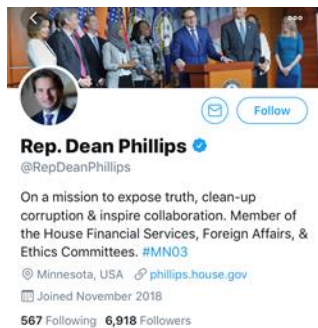 Follow
Rep. Dean Phillips
@RepDeanPhillips
On a mission to expose truth, clean-up
corruption & inspire collaboration. Member of
the House Financial Services, Foreign Affairs, &
Ethics Committees. #MN03
Minnesota, USA phillips.house.gov
Joined November 2018
567 Following 6,918 Followers